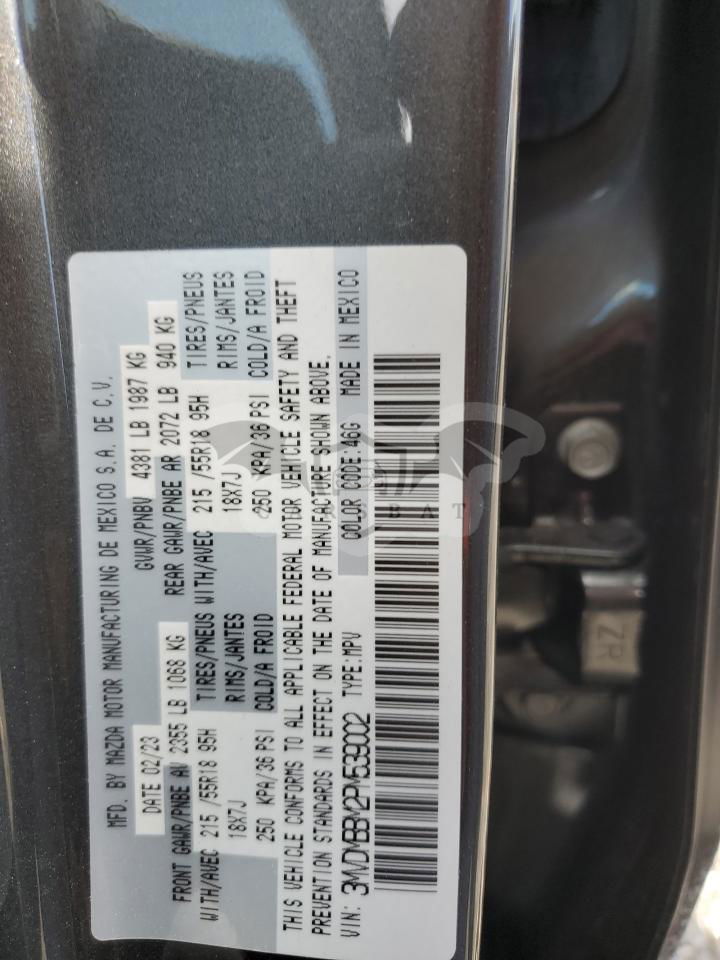 MFD. BY MAZDA MOTOR MANUFACTURING DE MEXICO S.A. DE C.V.
DATE 02/23 GVWR/PNBV 4381 LB 1987 KG
FRONT GAWR/PNBE AV 2355 LB 1068 KG REAR GAWR/PNBE AR 2072 LB 940 KG
WITH/AVEC 215 /55R18 95H TIRES/PNEUS WITH/AVEC 215 /55R18 95H TIRES/PNEUS
18X7J RIMS/JANTES 18X7J RIMS/JANTES
250 KPA/36 PSI COLD/A FROID 250 KPA/36 PSI COLD/A FROID
THIS VEHICLE CONFORMS TO ALL APPLICABLE FEDERAL MOTOR VEHICLE SAFETY AND THEFT
PREVENTION STANDARDS IN EFFECT ON THE DATE OF MANUFACTURE SHOWN ABOVE.
VIN: 3MVDMBBM2PM539002 TYPE:MPV COLOR CODE:46G MADE IN MEXICO
ZR